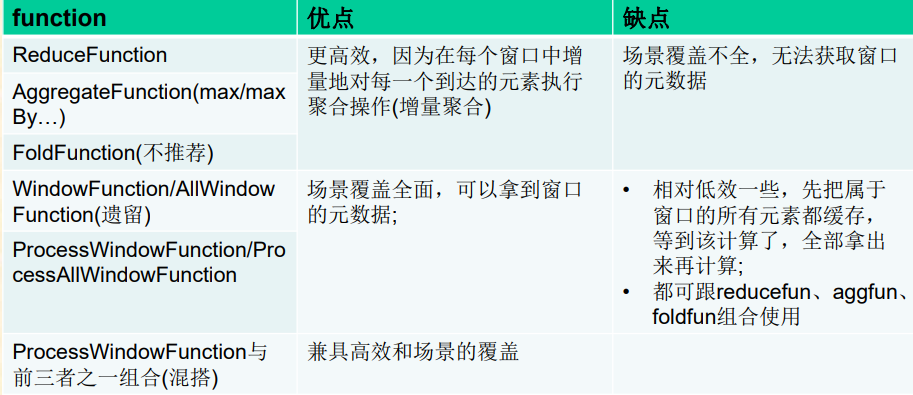 function
优点
缺点
ReduceFunction
AggregateFunction(max/max
By…)
FoldFunction(不推荐)
更高效，因为在每个窗口中增
量地对每一个到达的元素执行
聚合操作(增量聚合)
场景覆盖不全，无法获取窗口
的元数据
WindowFunction/AllWindow
Function(遗留)
ProcessWindowFunction/Pro
cessAllWindowFunction
场景覆盖全面，可以拿到窗口
的元数据;
• 相对低效一些，先把属于
窗口的所有元素都缓存，
等到该计算了，全部拿出
来再计算;
• 都可跟reducefun、aggfun、
foldfun组合使用
ProcessWindowFunction与
前三者之一组合(混搭)
兼具高效和场景的覆盖